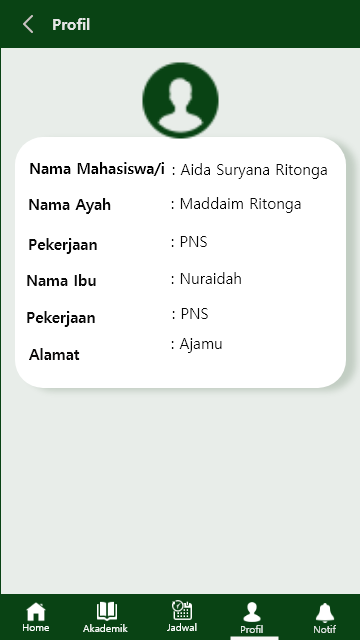 Profil
Nama Mahasiswa/i : Aida Suryana Ritonga
Nama Ayah : Maddaim Ritonga
Pekerjaan : PNS
Nama Ibu : Nuraidah
Pekerjaan : PNS
Alamat : Ajamu
Home Akademik Jadwal Profil Notif